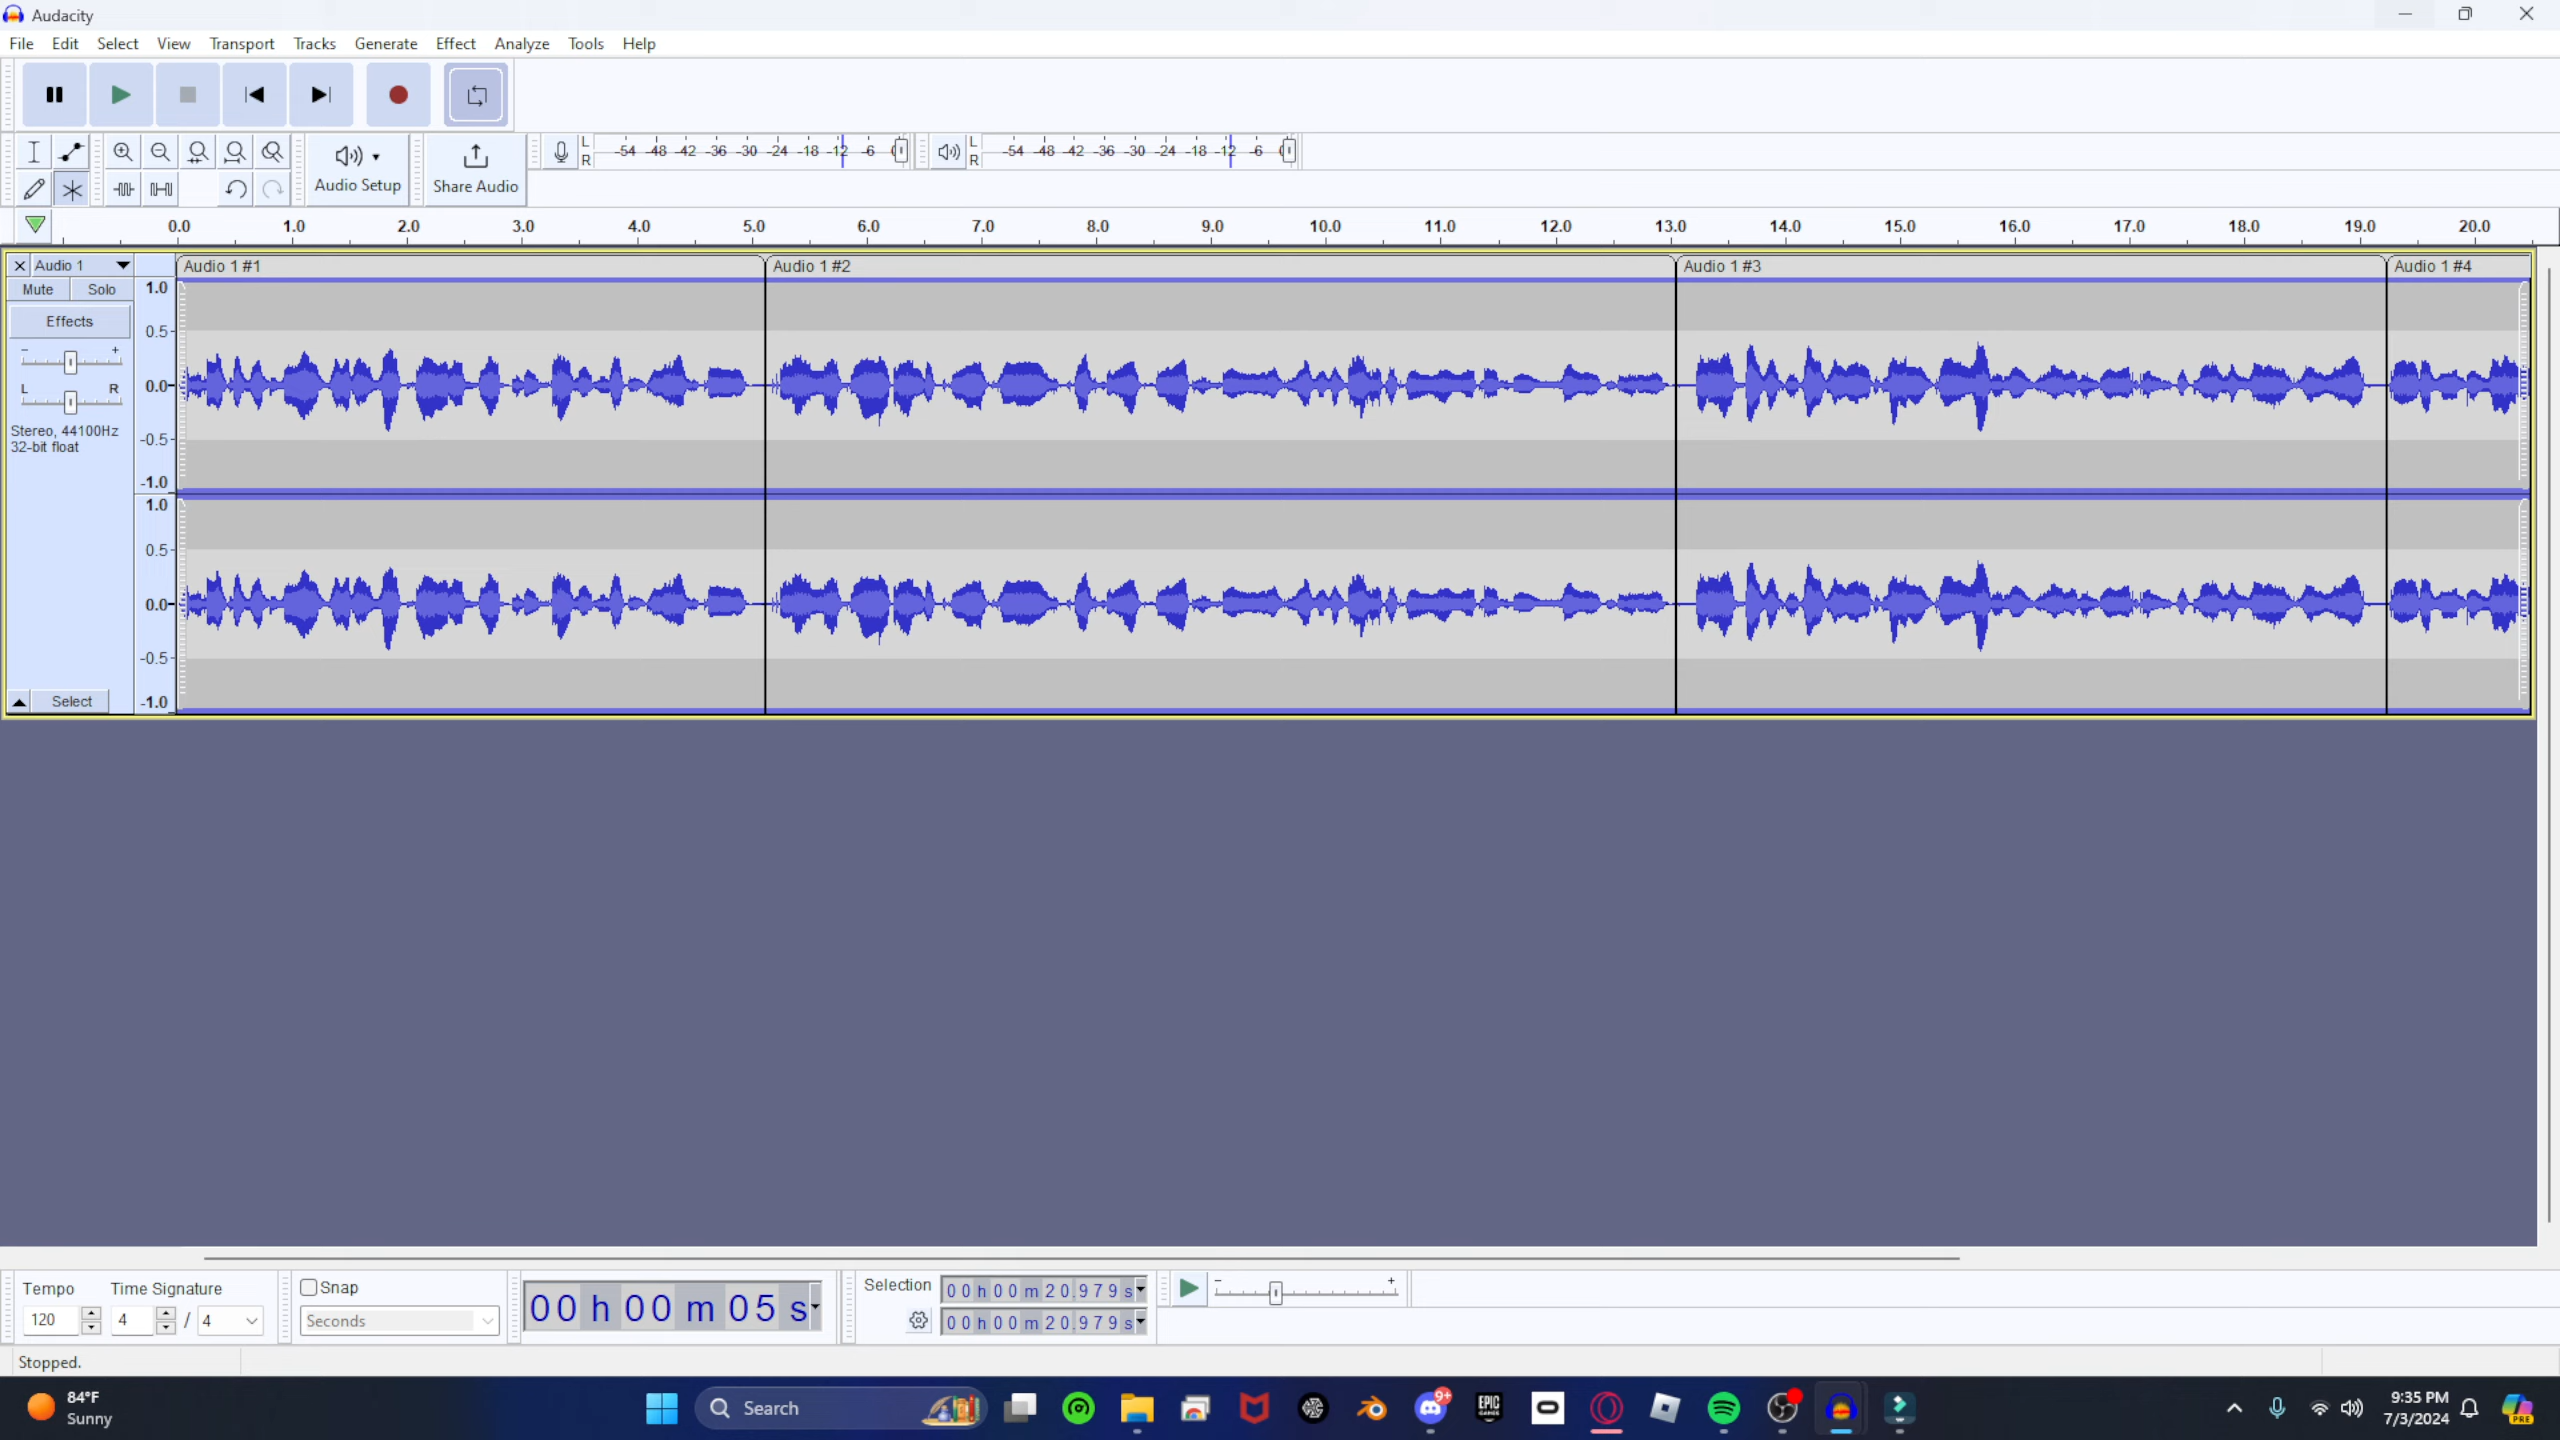 Audacity
File Edit Select View Transport Tracks Generate Effect Analyze Tools Help
L -54 -48 -42 -36 -30 -24 -18 -12 -6
R
L -54 -48 -42 -36 -30 -24 -18 -12 -6
R
Audio Setup
Share Audio
0.0 1.0 2.0 3.0 4.0 5.0 6.0 7.0 8.0 9.0 10.0 11.0 12.0 13.0 14.0 15.0 16.0 17.0 18.0 19.0 20.0
Audio 1
Audio 1 #1 Audio 1 #2 Audio 1 #3 Audio 1 #4
Mute Solo
Effects
- +
L R
Stereo, 44100Hz
32-bit float
Select
1.0
0.5-
0.0-
-0.5-
-1.0
1.0
0.5-
0.0-
-0.5-
-1.0
Tempo
120
Time Signature
4 / 4
Snap
Seconds
00 h 00 m 05 s
Selection
00 h 00 m 20.979 s
00 h 00 m 20.979 s
- +
Stopped.
84°F
Sunny
Search
9+
EPIC
GAMES
9:35 PM
7/3/2024
PRE